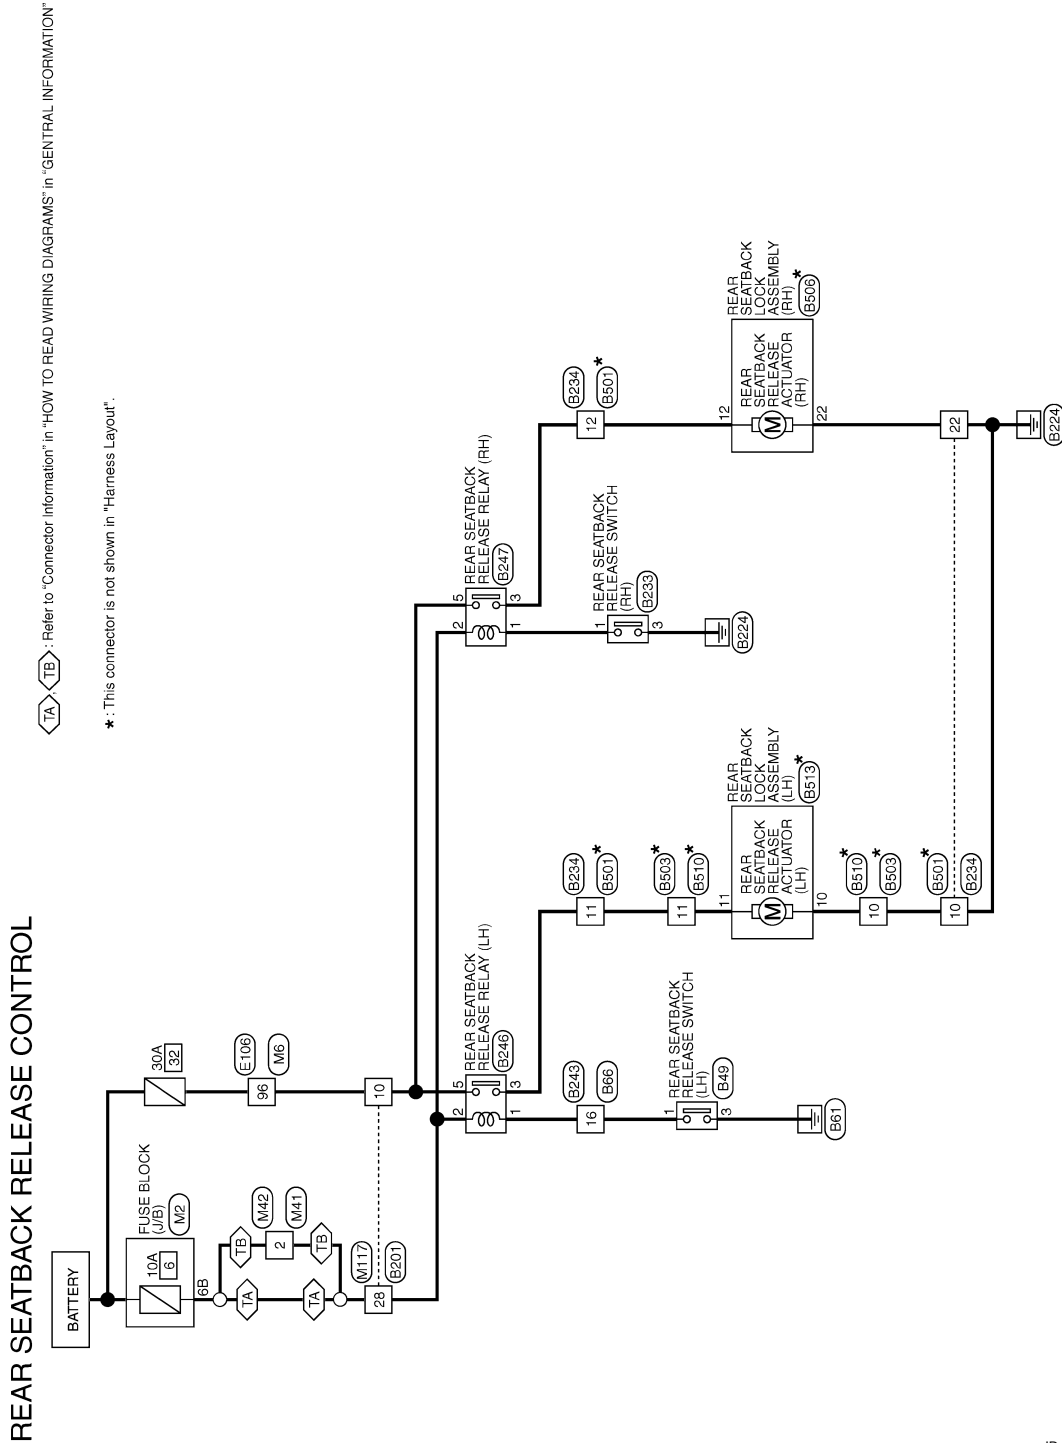 REAR SEATBACK RELEASE CONTROL
TA , TB : Refer to "Connector Information" in "HOW TO READ WIRING DIAGRAMS" in "GENTRAL INFORMATION"
* : This connector is not shown in "Harness Layout".
BATTERY
FUSE BLOCK
(J/B)
M2
10A
6
6B
30A
32
E106
96
M6
TA
TB
M42
2
M41
TA
TB
M117
28
10
B201
REAR SEATBACK
RELEASE RELAY (LH)
B246
2
5
1
3
REAR SEATBACK
RELEASE RELAY (RH)
B247
2
5
1
3
B243
16
B66
REAR SEATBACK
RELEASE SWITCH
(LH)
B49
1
3
B61
B234
11
B501 *
B503 *
11
B510 *
REAR
SEATBACK
LOCK
ASSEMBLY
(LH)
B513 *
11
M
REAR
SEATBACK
RELEASE
ACTUATOR
(LH)
10
B510 *
10
B503 *
B501 *
10
B234
REAR SEATBACK
RELEASE SWITCH
(RH)
B233
1
3
B224
B234
12
B501 *
REAR
SEATBACK
LOCK
ASSEMBLY
(RH)
B506 *
12
M
REAR
SEATBACK
RELEASE
ACTUATOR
(RH)
22
22
B224